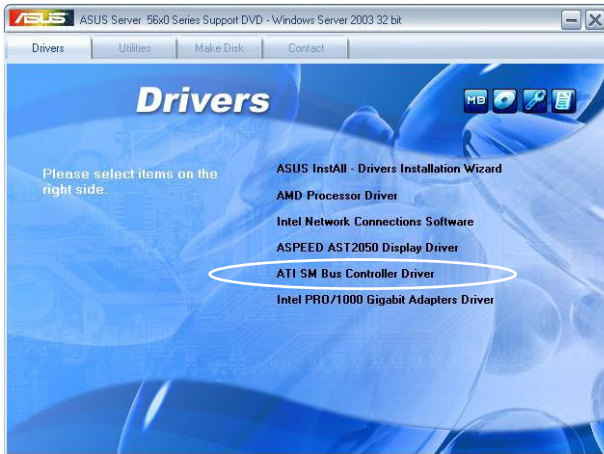 ASUS ASUS Server 56x0 Series Support DVD - Windows Server 2003 32 bit
Drivers Utilities Make Disk Contact
Drivers
MB
Please select items on the
right side.
ASUS InstAll - Drivers Installation Wizard
AMD Processor Driver
Intel Network Connections Software
ASPEED AST2050 Display Driver
ATI SM Bus Controller Driver
Intel PRO/1000 Gigabit Adapters Driver